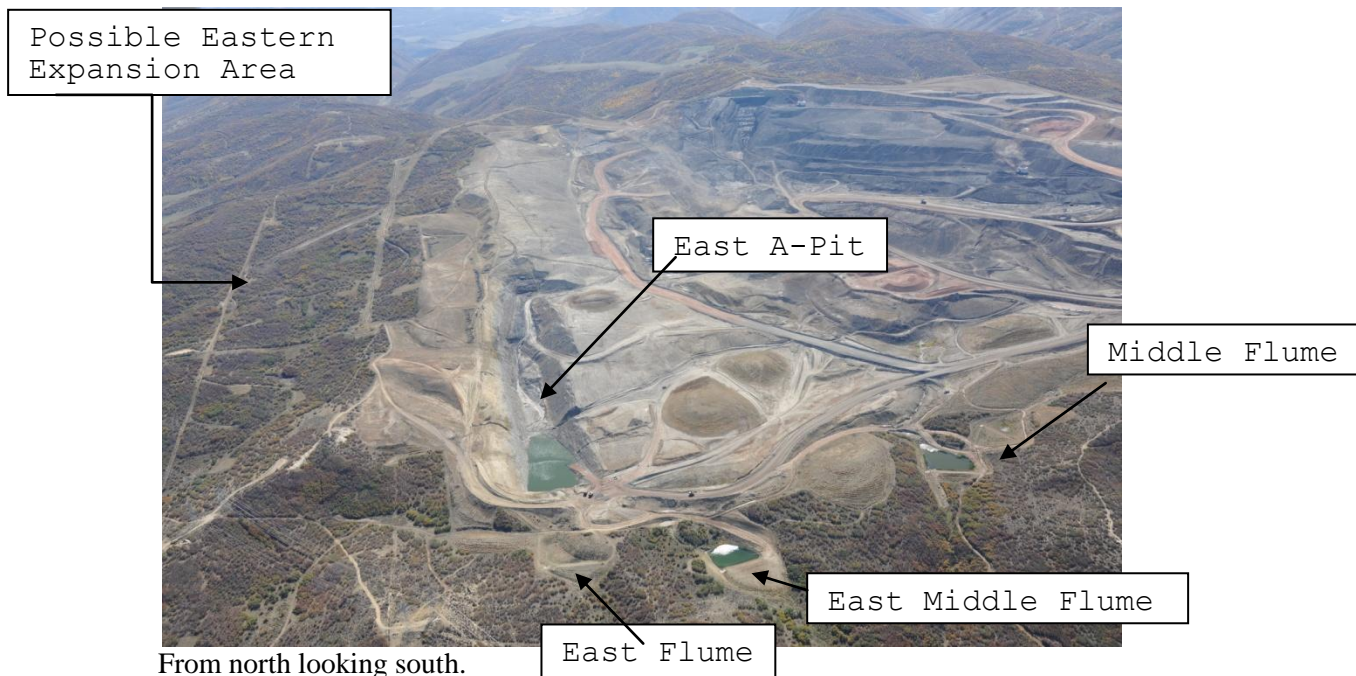 Possible Eastern
Expansion Area
East A-Pit
Middle Flume
East Middle Flume
East Flume
From north looking south.